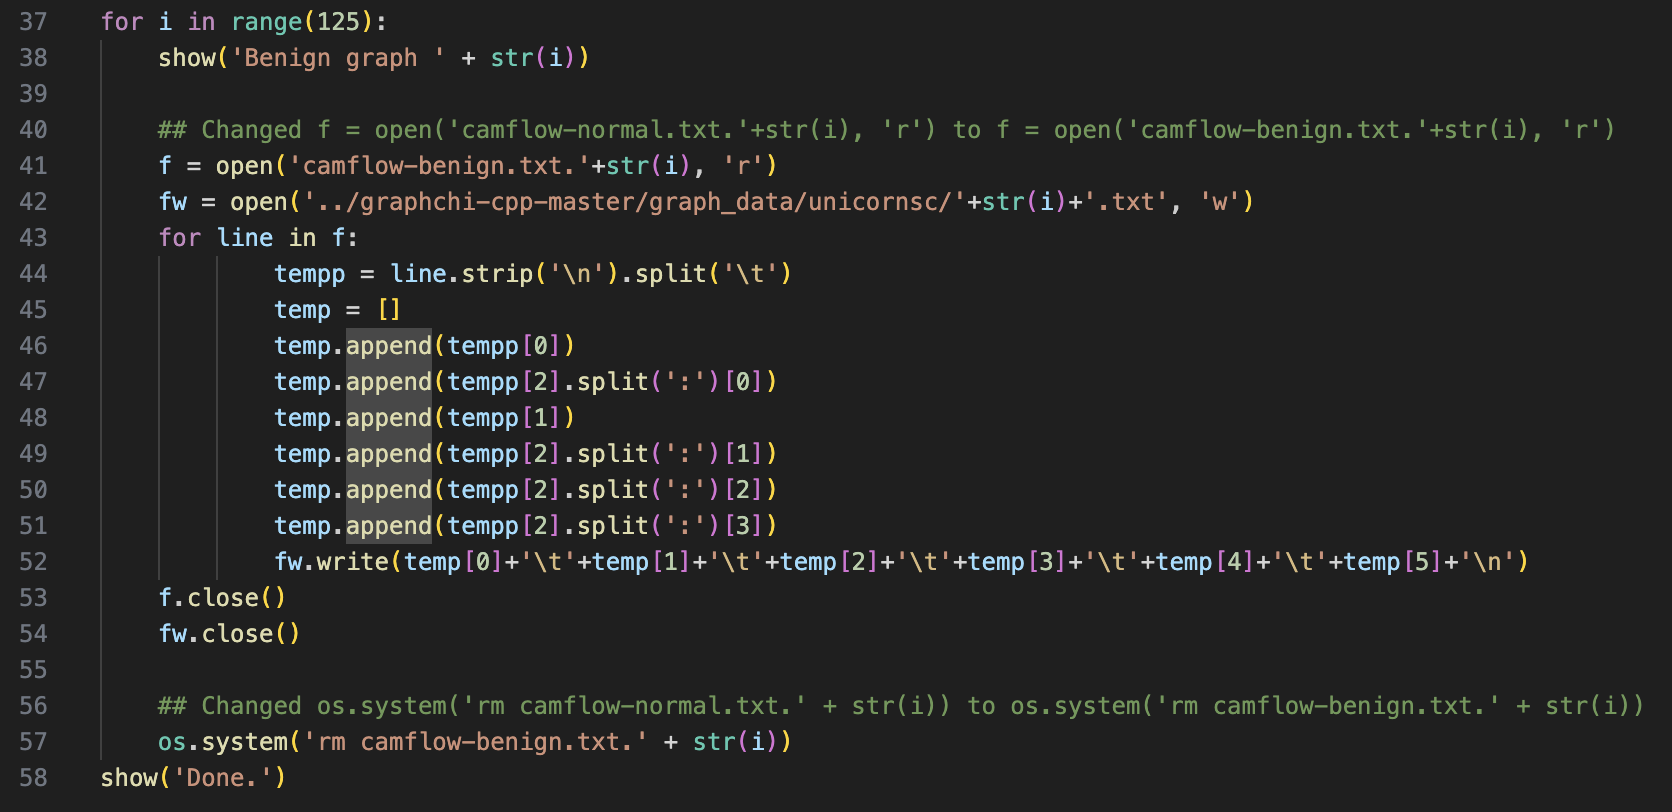 37 for i in range(125):
38     show('Benign graph ' + str(i))
39
40     ## Changed f = open('camflow-normal.txt.'+str(i), 'r') to f = open('camflow-benign.txt.'+str(i), 'r')
41     f = open('camflow-benign.txt.'+str(i), 'r')
42     fw = open('../graphchi-cpp-master/graph_data/unicornsc/'+str(i)+'.txt', 'w')
43     for line in f:
44             tempp = line.strip('\n').split('\t')
45             temp = []
46             temp.append(tempp[0])
47             temp.append(tempp[2].split(':')[0])
48             temp.append(tempp[1])
49             temp.append(tempp[2].split(':')[1])
50             temp.append(tempp[2].split(':')[2])
51             temp.append(tempp[2].split(':')[3])
52             fw.write(temp[0]+'\t'+temp[1]+'\t'+temp[2]+'\t'+temp[3]+'\t'+temp[4]+'\t'+temp[5]+'\n')
53     f.close()
54     fw.close()
55
56     ## Changed os.system('rm camflow-normal.txt.' + str(i)) to os.system('rm camflow-benign.txt.' + str(i))
57     os.system('rm camflow-benign.txt.' + str(i))
58 show('Done.')